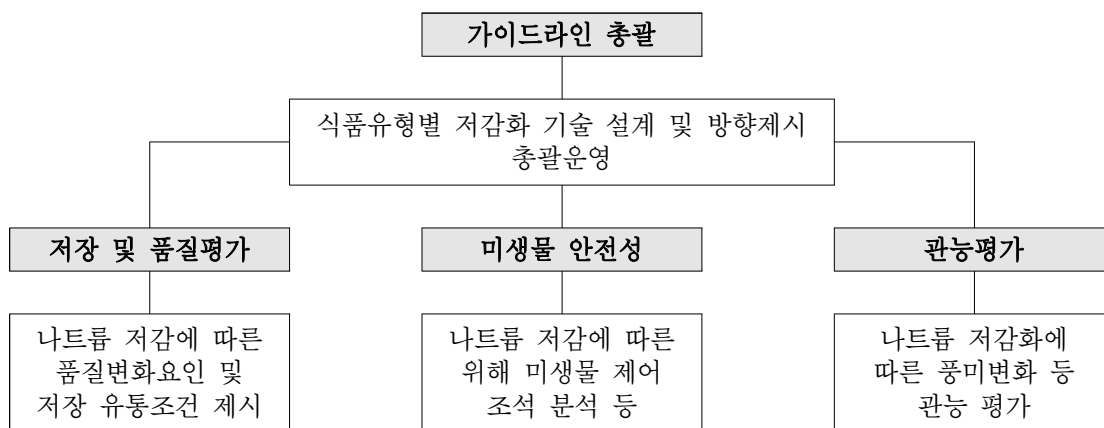 가이드라인 총괄
식품유형별 저감화 기술 설계 및 방향제시
총괄운영
저장 및 품질평가
미생물 안전성
관능평가
나트륨 저감에 따른
품질변화요인 및
저장 유통조건 제시
나트륨 저감에 따른
위해 미생물 제어
조석 분석 등
나트륨 저감화에
따른 풍미변화 등
관능 평가